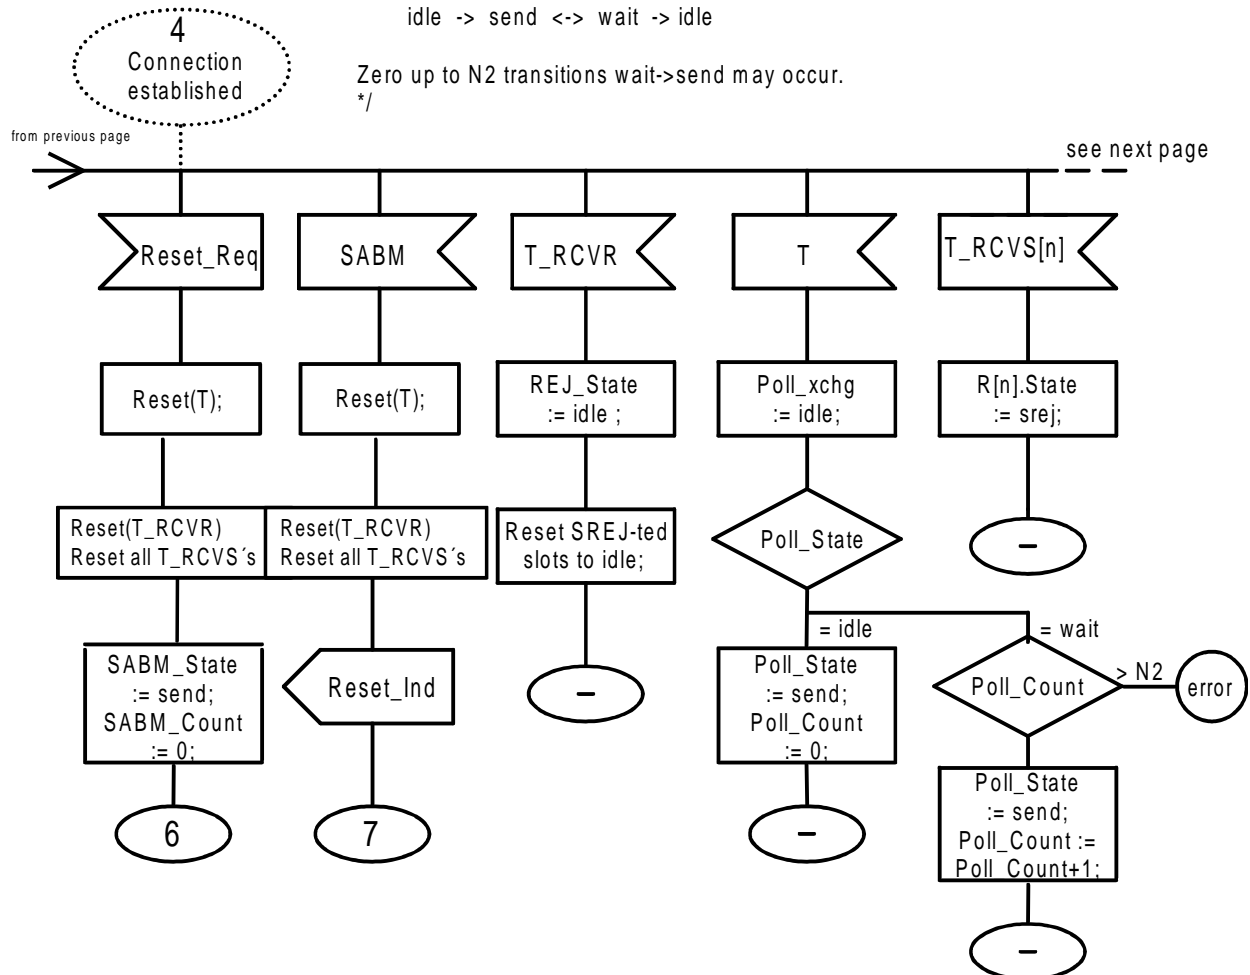 idle -> send <-> wait -> idle
4
Connection
established
Zero up to N2 transitions wait->send may occur.
*/
from previous page
see next page
Reset_Req
SABM
T_RCVR
T
T_RCVS[n]
Reset(T);
Reset(T);
REJ_State
:= idle ;
Poll_xchg
:= idle;
R[n].State
:= srej;
Reset(T_RCVR)
Reset all T_RCVS´s
Reset(T_RCVR)
Reset all T_RCVS´s
Reset SREJ-ted
slots to idle;
Poll_State
–
= idle
= wait
SABM_State
:= send;
SABM_Count
:= 0;
Reset_Ind
–
Poll_State
:= send;
Poll_Count
:= 0;
Poll_Count
> N2
error
6
7
–
Poll_State
:= send;
Poll_Count :=
Poll_Count+1;
–